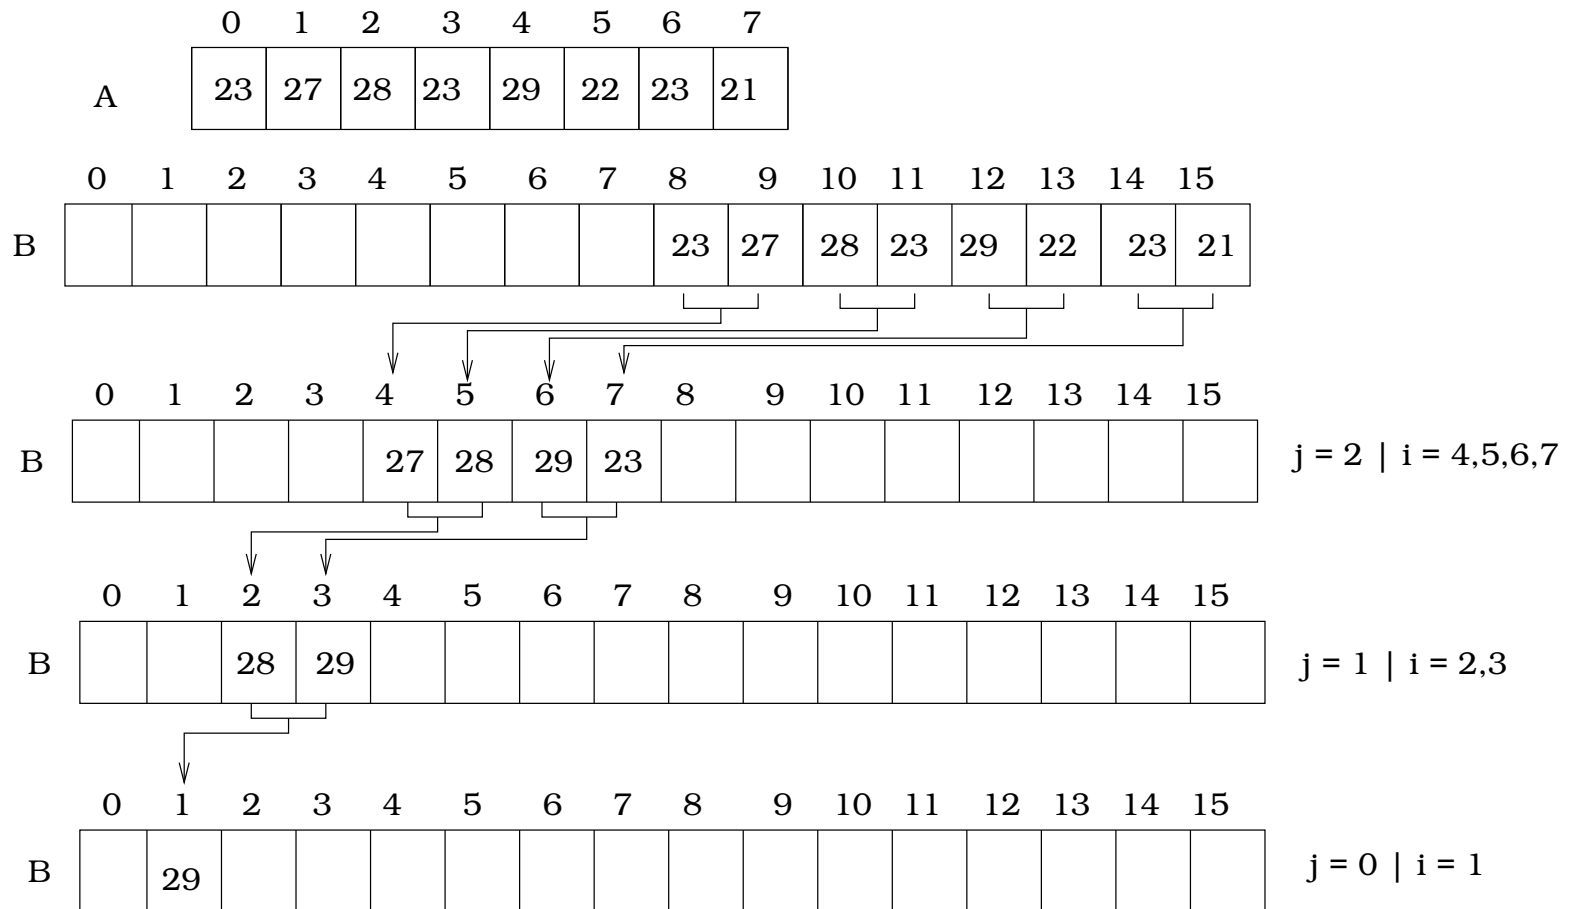 0 1 2 3 4 5 6 7
A 23 27 28 23 29 22 23 21
0 1 2 3 4 5 6 7 8 9 10 11 12 13 14 15
B 23 27 28 23 29 22 23 21
0 1 2 3 4 5 6 7 8 9 10 11 12 13 14 15
B 27 28 29 23 j = 2 | i = 4,5,6,7
0 1 2 3 4 5 6 7 8 9 10 11 12 13 14 15
B 28 29 j = 1 | i = 2,3
0 1 2 3 4 5 6 7 8 9 10 11 12 13 14 15
B 29 j = 0 | i = 1